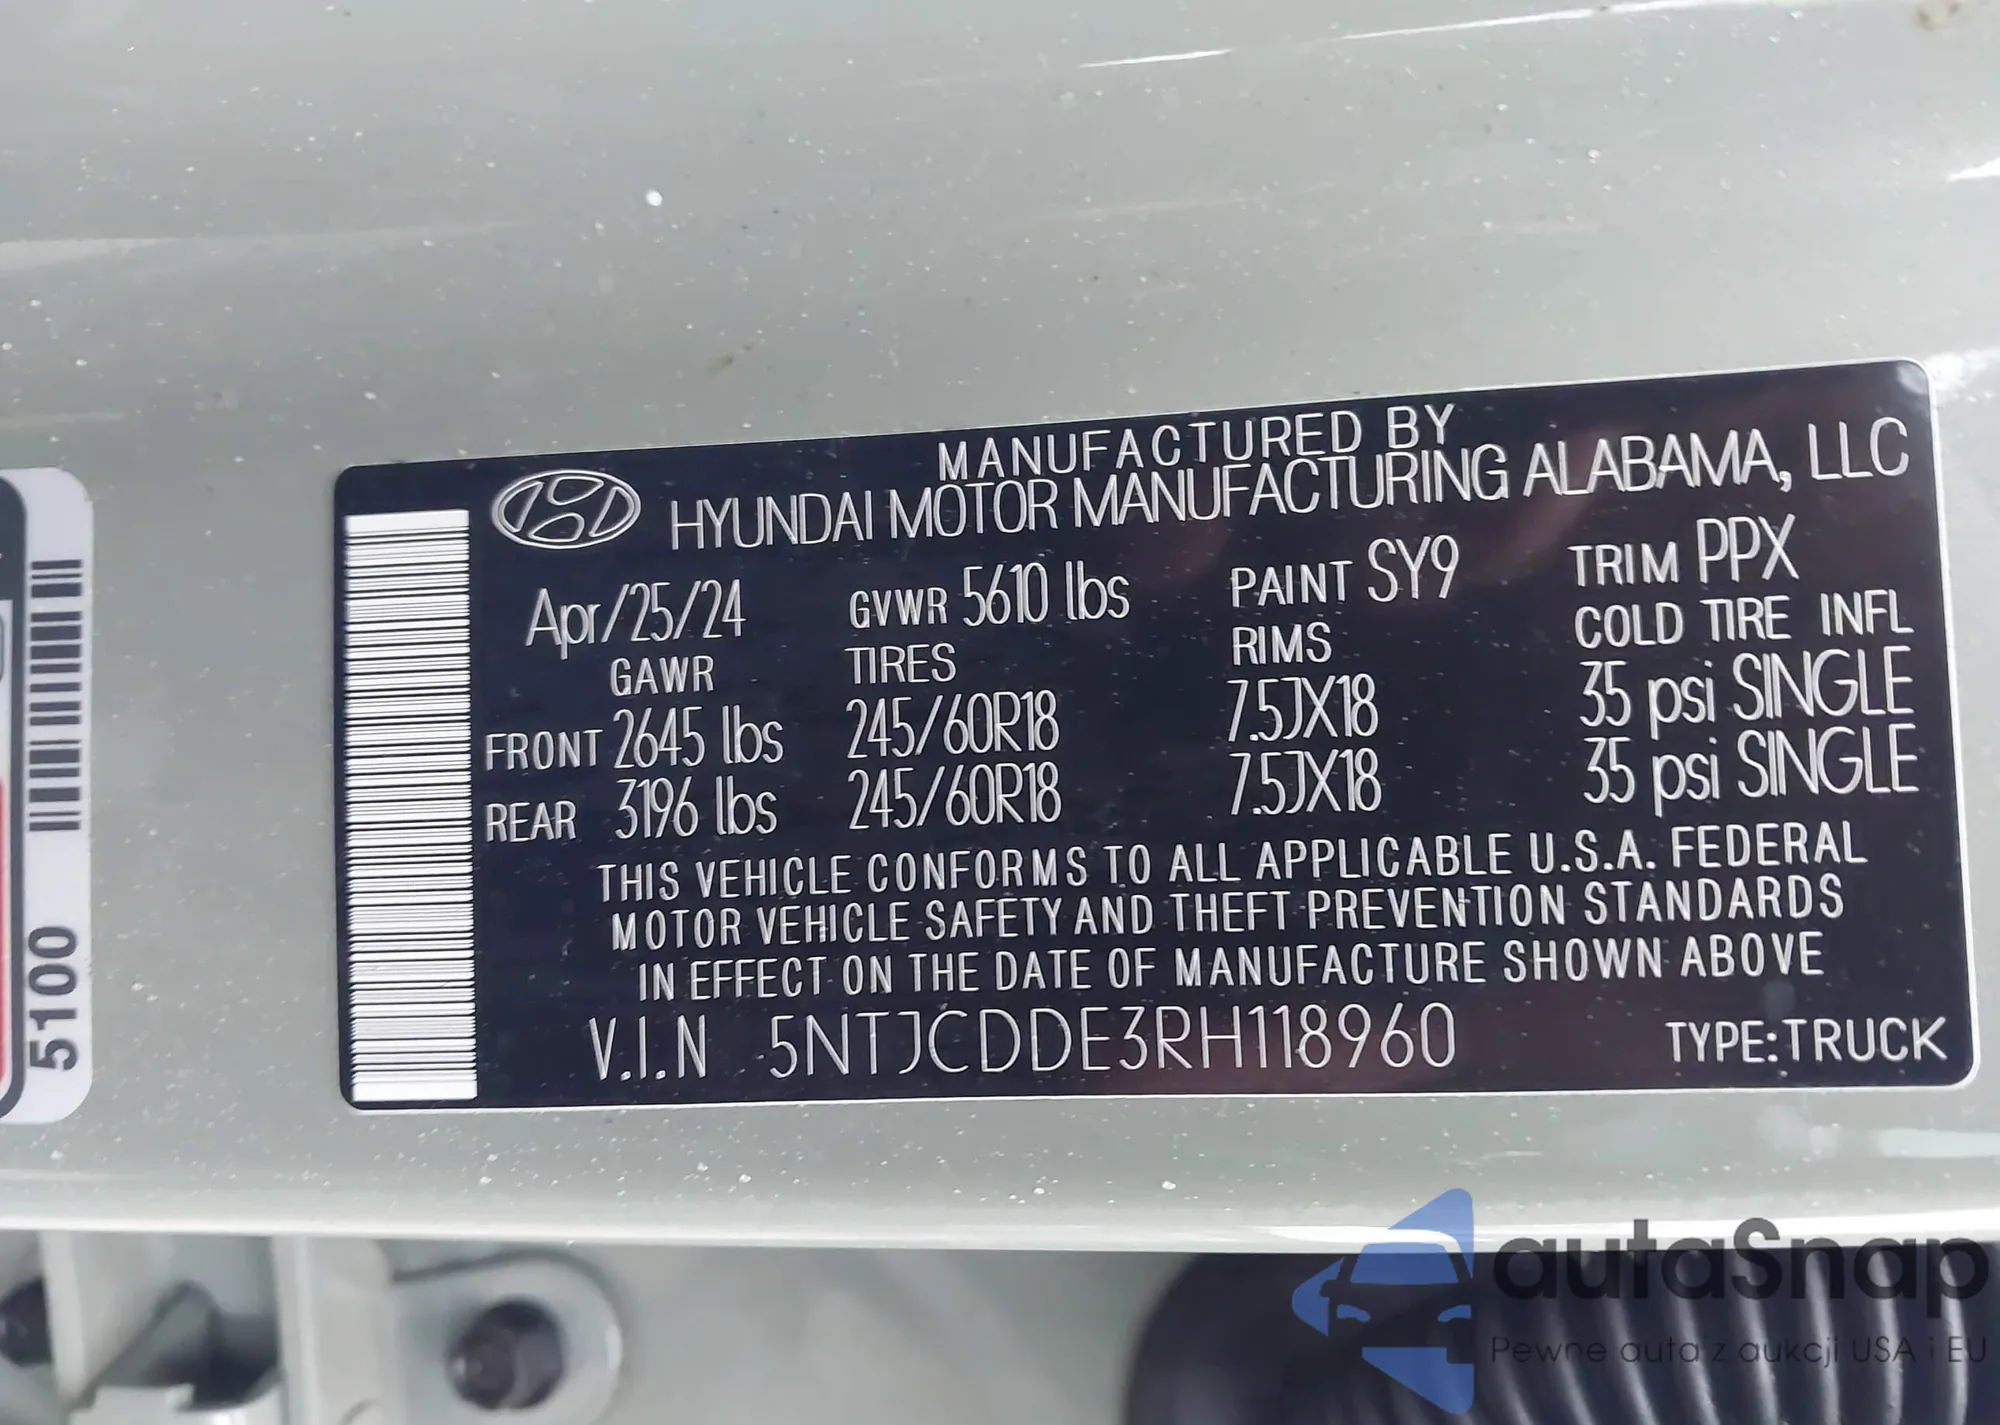 MANUFACTURED BY
HYUNDAI MOTOR MANUFACTURING ALABAMA, LLC
Apr/25/24 GVWR 5610 lbs PAINT SY9 TRIM PPX
GAWR TIRES RIMS COLD TIRE INFL
FRONT 2645 lbs 245/60R18 7.5JX18 35 psi SINGLE
REAR 3196 lbs 245/60R18 7.5JX18 35 psi SINGLE
THIS VEHICLE CONFORMS TO ALL APPLICABLE U.S.A. FEDERAL
MOTOR VEHICLE SAFETY AND THEFT PREVENTION STANDARDS
IN EFFECT ON THE DATE OF MANUFACTURE SHOWN ABOVE
V.I.N 5NTJCDDE3RH118960 TYPE:TRUCK
5100
autaSnap
Pewne auta z aukcji USA i EU